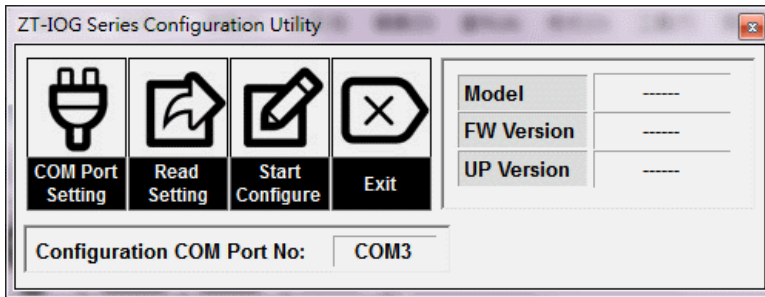 ZT-IOG Series Configuration Utility
COM Port
Setting
Read
Setting
Start
Configure
Exit
Model ------
FW Version ------
UP Version ------
Configuration COM Port No: COM3